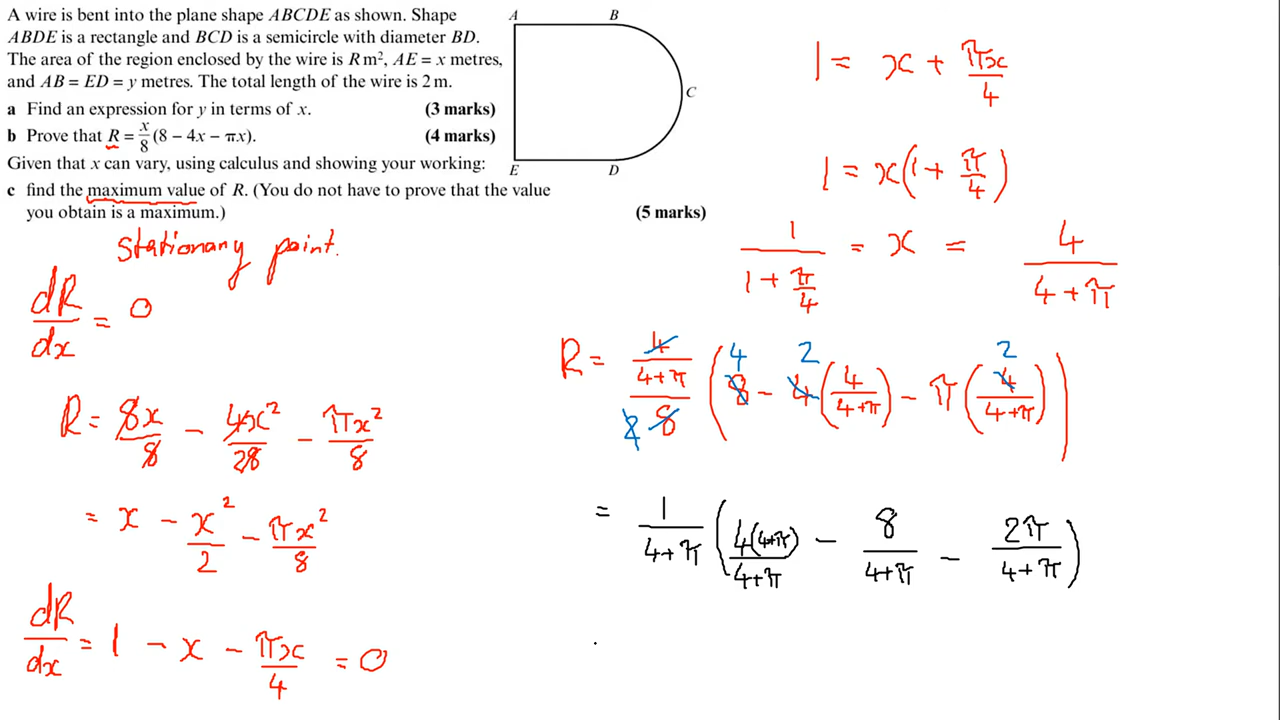 A wire is bent into the plane shape ABCDE as shown. Shape
ABDE is a rectangle and BCD is a semicircle with diameter BD.
The area of the region enclosed by the wire is R m², AE = x metres,
and AB = ED = y metres. The total length of the wire is 2 m.
a Find an expression for y in terms of x. (3 marks)
b Prove that R = x/8 (8 − 4x − πx). (4 marks)
Given that x can vary, using calculus and showing your working:
c find the maximum value of R. (You do not have to prove that the value
you obtain is a maximum.) (5 marks)
A B
C
E D
stationary point.
dR/dx = 0
R = 8x/8 − 4x²/28 − πx²/8
= x − x²/2 − πx²/8
dR/dx = 1 − x − πx/4 = 0
1 = x + πx/4
1 = x(1 + π/4)
1/(1 + π/4) = x = 4/(4+π)
4 2 2
R = 4/(4+π)/8 (8 − 4(4/(4+π)) − π(4/(4+π)))
2
= 1/(4+π) (4(4+π)/(4+π) − 8/(4+π) − 2π/(4+π))